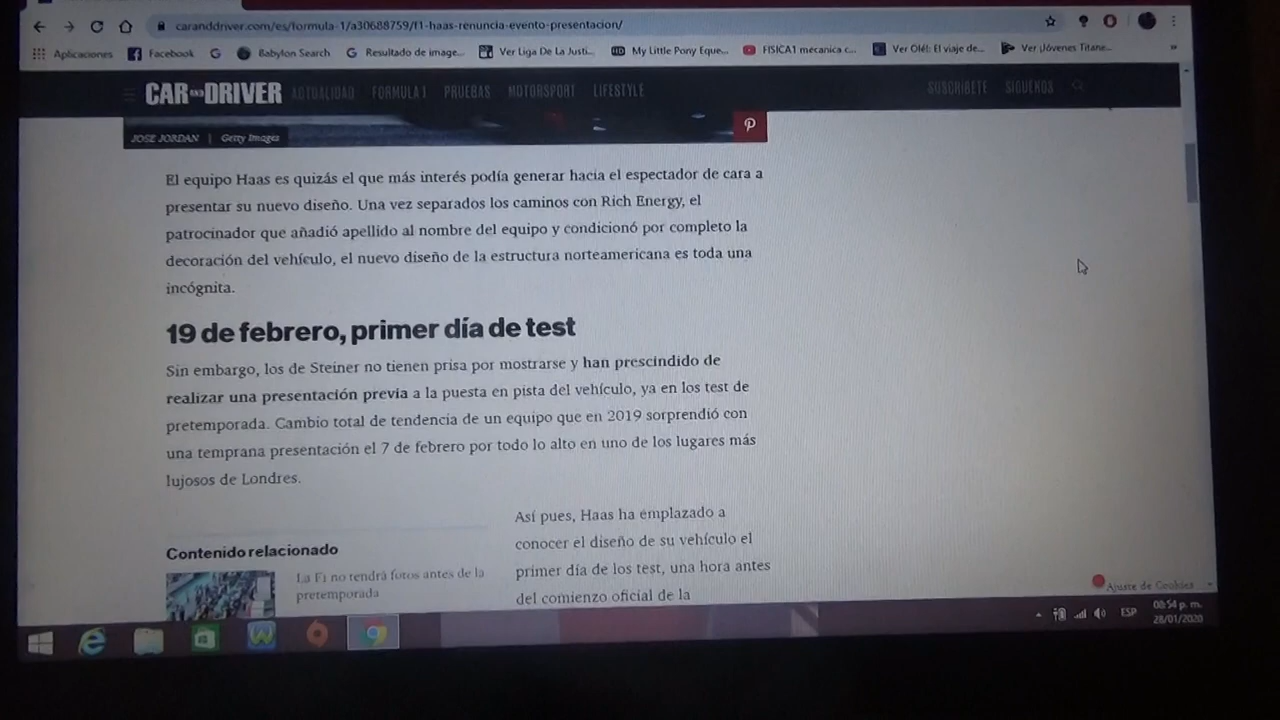 caranddriver.com/es/formula-1/a30688759/f1-haas-renuncia-evento-presentacion/
Aplicaciones Facebook Babylon Search Resultado de image... Ver Liga De La Justi... My Little Pony Eque... FISICA1 mecanica c... Ver Olé!: El viaje de... Ver Jóvenes Titane... »
CAR AND DRIVER ACTUALIDAD FORMULA 1 PRUEBAS MOTORSPORT LIFESTYLE SUSCRÍBETE SÍGUENOS
JOSE JORDAN | Getty Images
El equipo Haas es quizás el que más interés podía generar hacia el espectador de cara a
presentar su nuevo diseño. Una vez separados los caminos con Rich Energy, el
patrocinador que añadió apellido al nombre del equipo y condicionó por completo la
decoración del vehículo, el nuevo diseño de la estructura norteamericana es toda una
incógnita.
19 de febrero, primer día de test
Sin embargo, los de Steiner no tienen prisa por mostrarse y han prescindido de
realizar una presentación previa a la puesta en pista del vehículo, ya en los test de
pretemporada. Cambio total de tendencia de un equipo que en 2019 sorprendió con
una temprana presentación el 7 de febrero por todo lo alto en uno de los lugares más
lujosos de Londres.
Así pues, Haas ha emplazado a
conocer el diseño de su vehículo el
primer día de los test, una hora antes
del comienzo oficial de la
Contenido relacionado
La F1 no tendrá fotos antes de la
pretemporada
Ajuste de Cookies
ESP
08:54 p. m.
28/01/2020